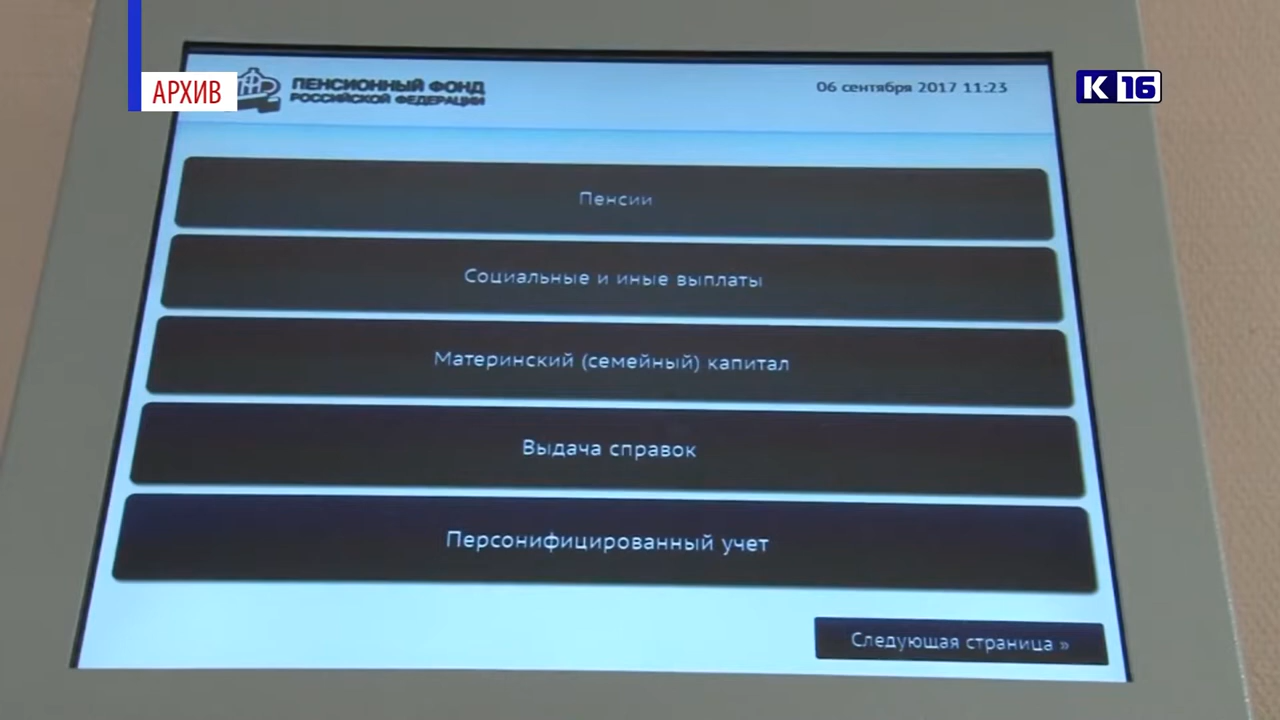 АРХИВ
ПЕНСИОННЫЙ ФОНД
РОССИЙСКОЙ ФЕДЕРАЦИИ
06 сентября 2017 11:23
К 16
Пенсии
Социальные и иные выплаты
Материнский (семейный) капитал
Выдача справок
Персонифицированный учет
Следующая страница »